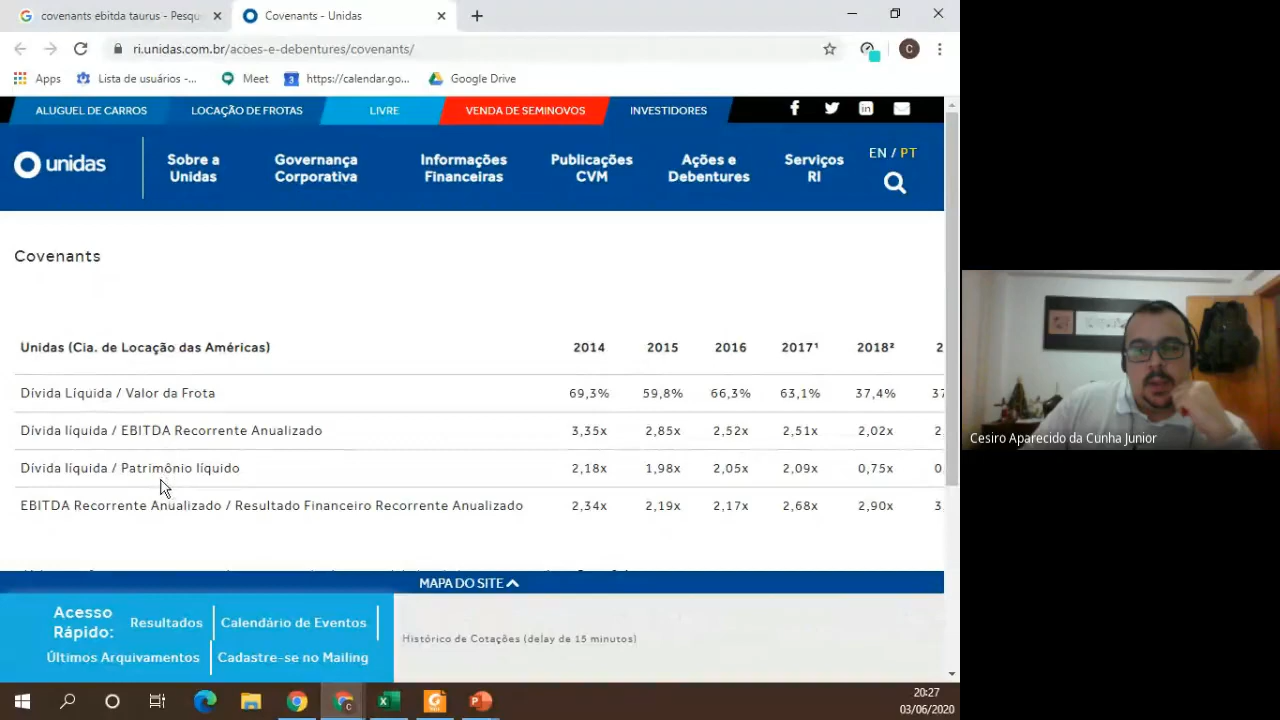 covenants ebitda taurus - Pesqu
Covenants - Unidas
ri.unidas.com.br/acoes-e-debentures/covenants/
C
Apps
Lista de usuários -...
Meet
https://calendar.go...
Google Drive
ALUGUEL DE CARROS
LOCAÇÃO DE FROTAS
LIVRE
VENDA DE SEMINOVOS
INVESTIDORES
unidas
Sobre a
Unidas
Governança
Corporativa
Informações
Financeiras
Publicações
CVM
Ações e
Debentures
Serviços
RI
EN / PT
Covenants
Unidas (Cia. de Locação das Américas) 2014 2015 2016 2017¹ 2018² 2
Dívida Líquida / Valor da Frota 69,3% 59,8% 66,3% 63,1% 37,4% 37
Dívida líquida / EBITDA Recorrente Anualizado 3,35x 2,85x 2,52x 2,51x 2,02x 2,
Dívida líquida / Patrimônio líquido 2,18x 1,98x 2,05x 2,09x 0,75x 0,
EBITDA Recorrente Anualizado / Resultado Financeiro Recorrente Anualizado 2,34x 2,19x 2,17x 2,68x 2,90x 3,
MAPA DO SITE
Acesso
Rápido:
Resultados
Calendário de Eventos
Últimos Arquivamentos
Cadastre-se no Mailing
Histórico de Cotações (delay de 15 minutos)
20:27
03/06/2020
Cesiro Aparecido da Cunha Junior